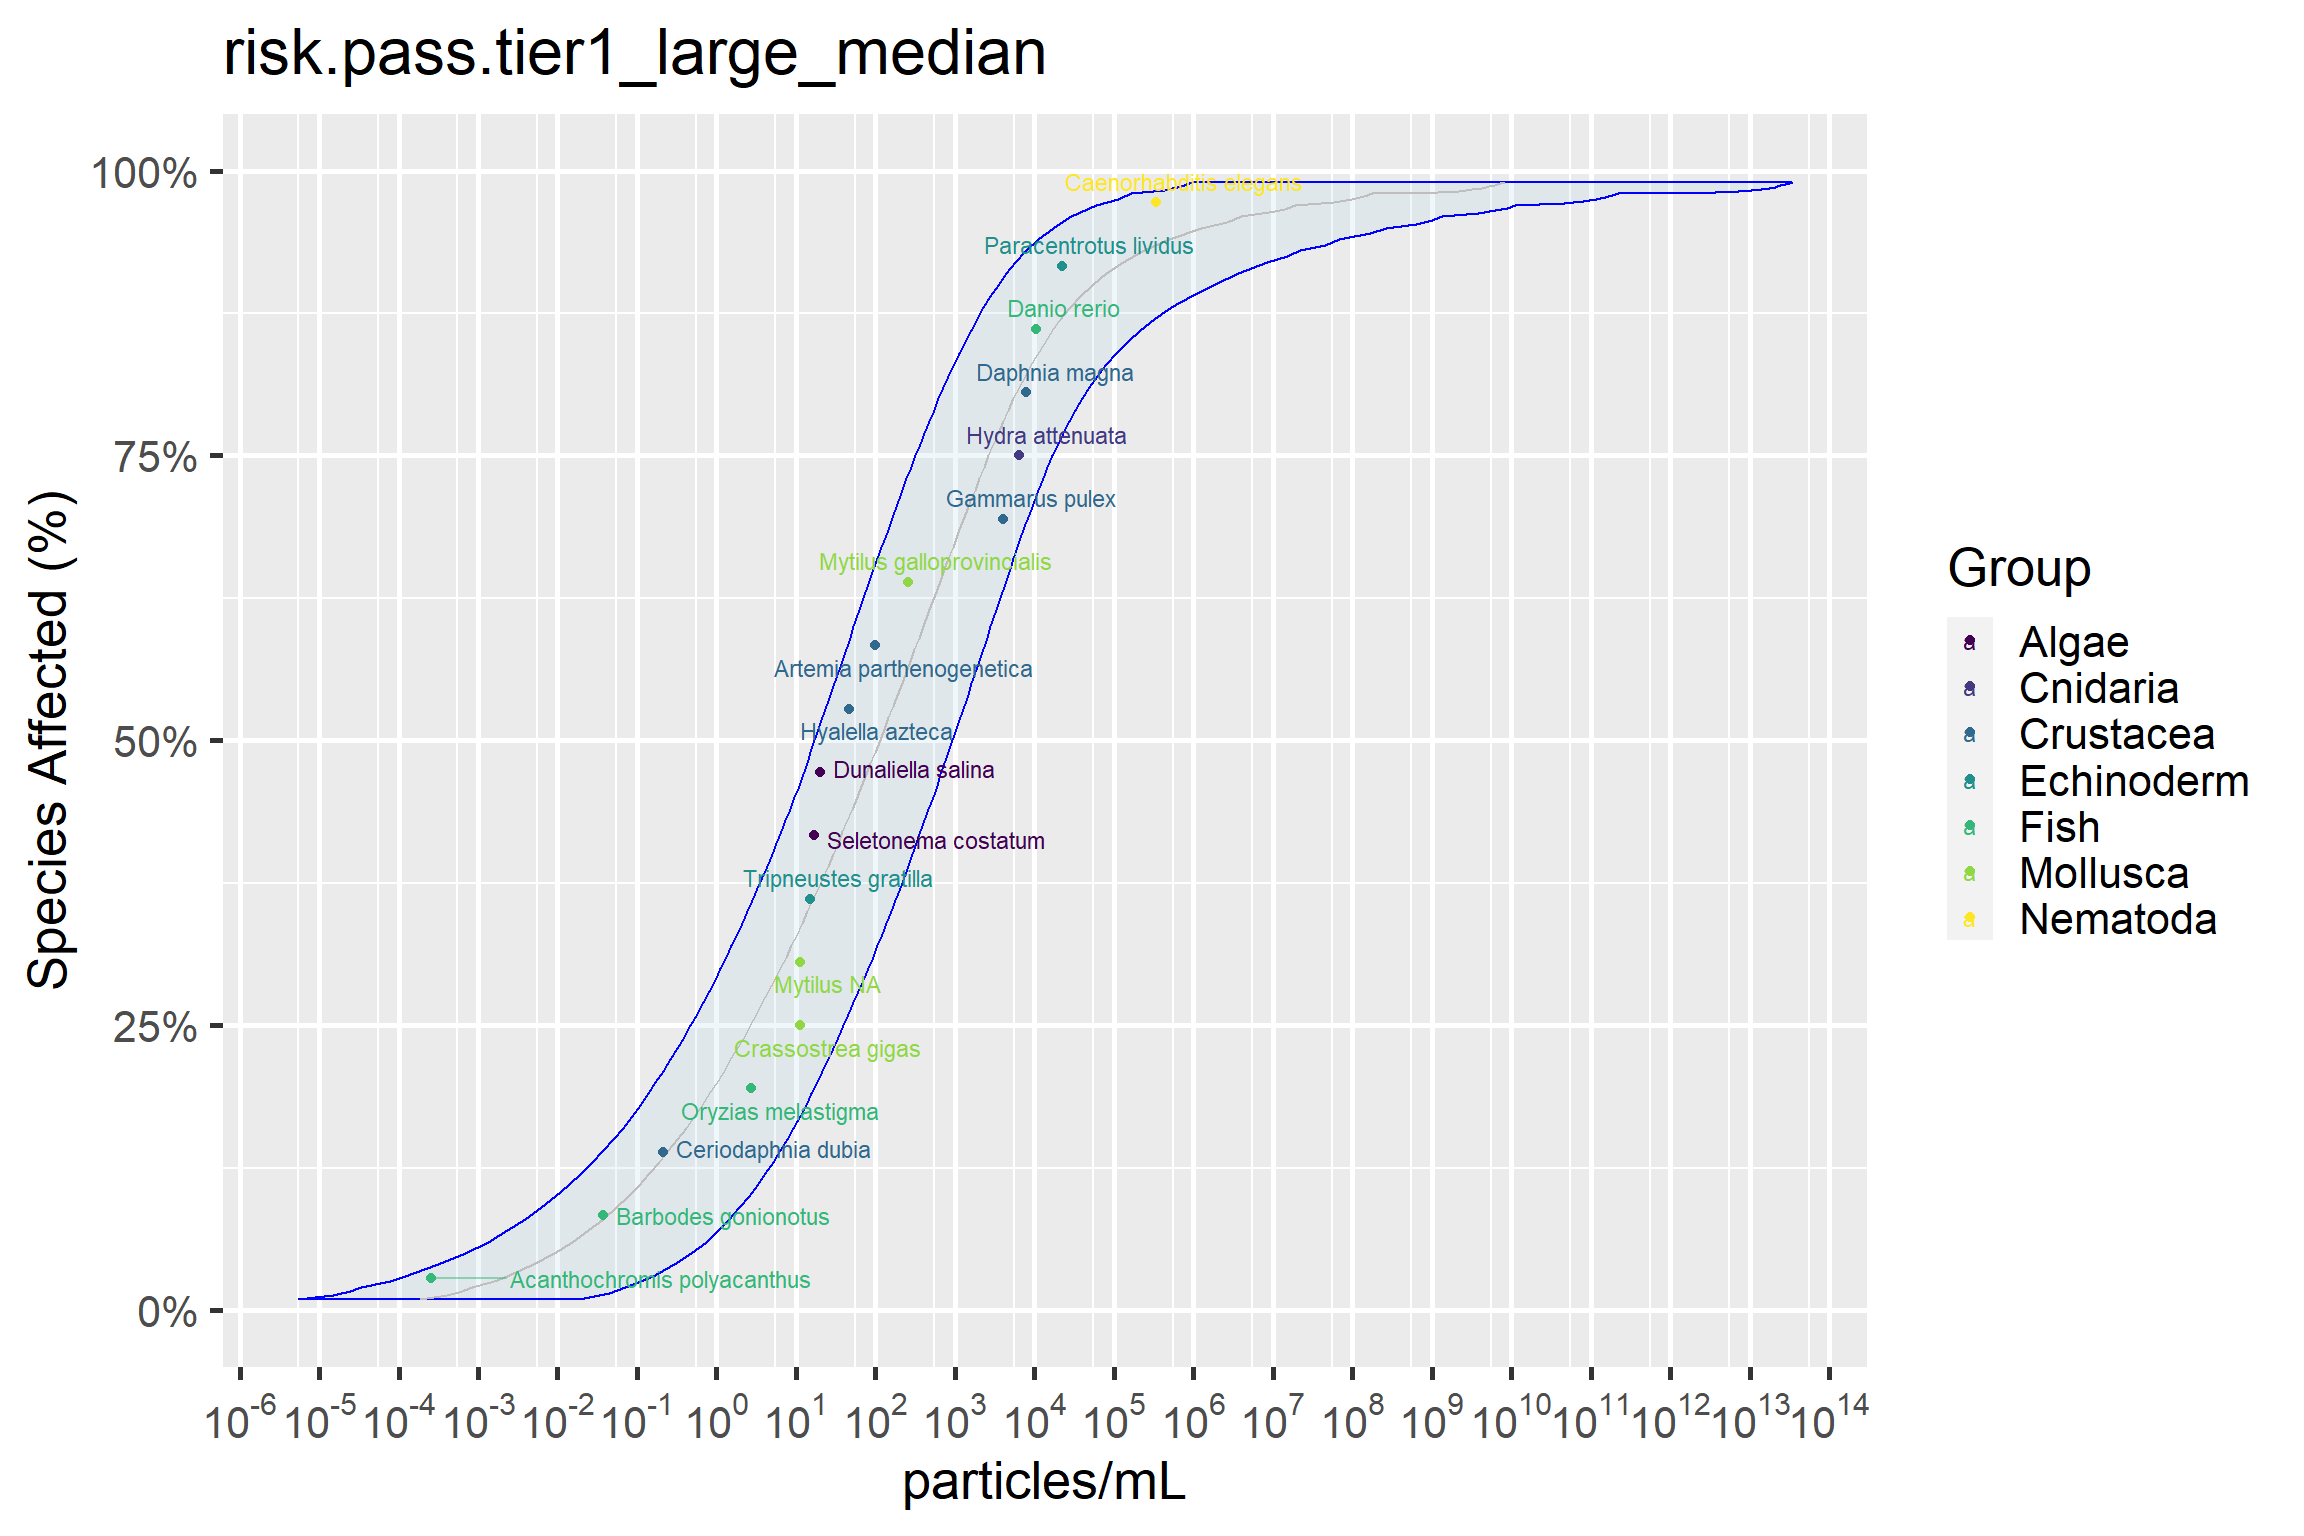 risk.pass.tier1_large_median
Species Affected (%)
100%
75%
50%
25%
0%
Caenorhabditis elegans
Paracentrotus lividus
Danio rerio
Daphnia magna
Hydra attenuata
Gammarus pulex
Mytilus galloprovincialis
Artemia parthenogenetica
Hyalella azteca
Dunaliella salina
Seletonema costatum
Tripneustes gratilla
Mytilus NA
Crassostrea gigas
Oryzias melastigma
Ceriodaphnia dubia
Barbodes gonionotus
Acanthochromis polyacanthus
10⁻⁶ 10⁻⁵ 10⁻⁴ 10⁻³ 10⁻² 10⁻¹ 10⁰ 10¹ 10² 10³ 10⁴ 10⁵ 10⁶ 10⁷ 10⁸ 10⁹ 10¹⁰ 10¹¹ 10¹² 10¹³ 10¹⁴
particles/mL
Group
a Algae
a Cnidaria
a Crustacea
a Echinoderm
a Fish
a Mollusca
a Nematoda